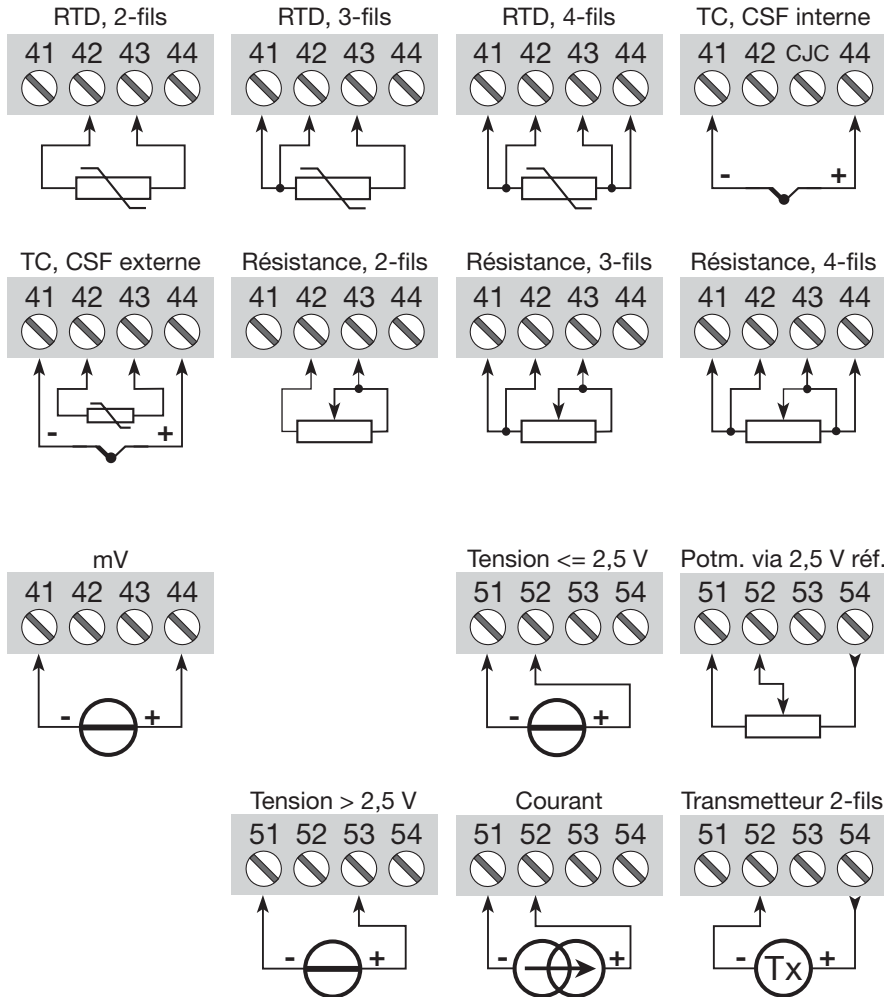 RTD, 2-fils RTD, 3-fils RTD, 4-fils TC, CSF interne
41 42 43 44 41 42 43 44 41 42 43 44 41 42 CJC 44
- +
TC, CSF externe Résistance, 2-fils Résistance, 3-fils Résistance, 4-fils
41 42 43 44 41 42 43 44 41 42 43 44 41 42 43 44
- +
mV Tension <= 2,5 V Potm. via 2,5 V réf.
41 42 43 44 51 52 53 54 51 52 53 54
- + - +
Tension > 2,5 V Courant Transmetteur 2-fils
51 52 53 54 51 52 53 54 51 52 53 54
- + - + - Tx +